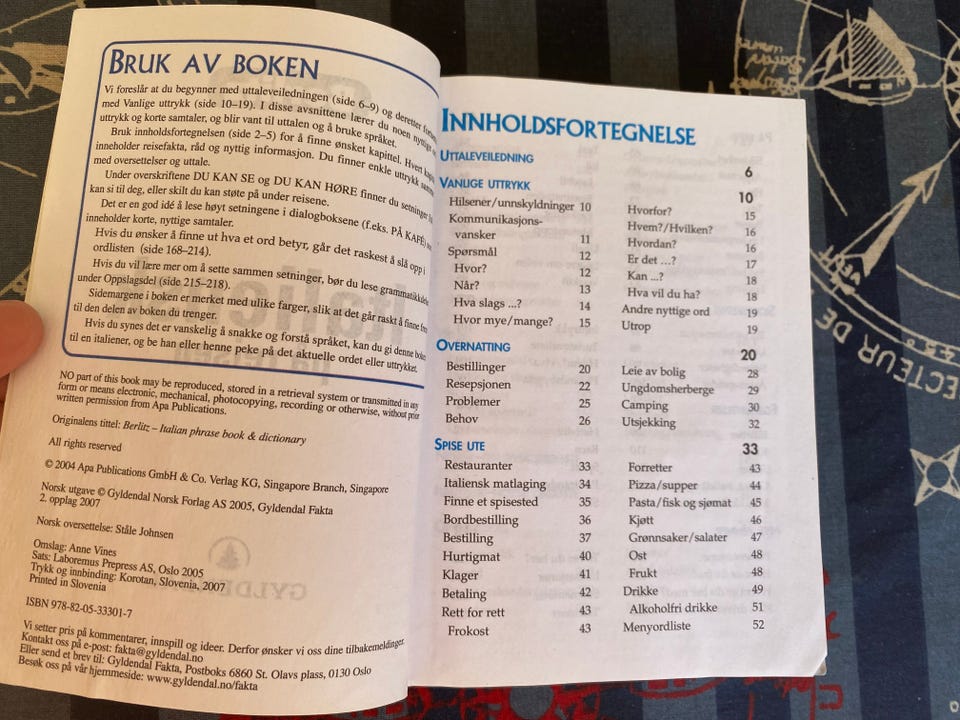 BRUK AV BOKEN
Vi foreslår at du begynner med uttaleveiledningen (side 6–9) og deretter
med Vanlige uttrykk (side 10–19). I disse avsnittene lærer du noen nyttige
uttrykk og korte samtaler, og blir vant til uttalen og å bruke språket.
Bruk innholdsfortegnelsen (side 2–5) for å finne ønsket kapittel. Hvert
inneholder reisefakta, råd og nyttig informasjon. Du finner enkle uttrykk
med oversettelser og uttale.
Under overskriftene DU KAN SE og DU KAN HØRE finner du setninger
kan si til deg, eller skilt du kan støte på under reisene.
Det er en god idé å lese høyt setningene i dialogboksene (f.eks. PÅ KAFÉ)
inneholder korte, nyttige samtaler.
Hvis du ønsker å finne ut hva et ord betyr, går det raskest å slå opp i
ordlisten (side 168–214).
Hvis du vil lære mer om å sette sammen setninger, bør du lese
under Oppslagsdel (side 215–218).
Sidemargene i boken er merket med ulike farger, slik at det går raskt å finne
til den delen av boken du trenger.
Hvis du synes det er vanskelig å snakke og forstå språket, kan du gi denne
til en italiener, og be han eller henne peke på det aktuelle ordet eller uttrykket.
NO part of this book may be reproduced, stored in a retrieval system or transmitted in any
form or means electronic, mechanical, photocopying, recording or otherwise, without prior
written permission from Apa Publications.
Originalens tittel: Berlitz – Italian phrase book & dictionary
All rights reserved
© 2004 Apa Publications GmbH & Co. Verlag KG, Singapore Branch, Singapore
Norsk utgave © Gyldendal Norsk Forlag AS 2005, Gyldendal Fakta
2. opplag 2007
Norsk oversettelse: Ståle Johnsen
Omslag: Anne Vines
Sats: Laboremus Prepress AS, Oslo 2005
Trykk og innbinding: Korotan, Slovenia, 2007
Printed in Slovenia
ISBN 978-82-05-33301-7
Vi setter pris på kommentarer, innspill og ideer. Derfor ønsker vi oss dine tilbakemeldinger.
Kontakt oss på e-post: fakta@gyldendal.no
Eller send et brev til: Gyldendal Fakta, Postboks 6860 St. Olavs plass, 0130 Oslo
Besøk oss på vår hjemmeside: www.gyldendal.no/fakta
INNHOLDSFORTEGNELSE
UTTALEVEILEDNING 6
VANLIGE UTTRYKK 10
Hilsener/unnskyldninger 10
Kommunikasjons-
vansker 11
Spørsmål 12
Hvor? 12
Når? 13
Hva slags ...? 14
Hvor mye/mange? 15
Hvorfor? 15
Hvem?/Hvilken? 16
Hvordan? 16
Er det ...? 17
Kan ...? 18
Hva vil du ha? 18
Andre nyttige ord 19
Utrop 19
OVERNATTING 20
Bestillinger 20
Resepsjonen 22
Problemer 25
Behov 26
Leie av bolig 28
Ungdomsherberge 29
Camping 30
Utsjekking 32
SPISE UTE 33
Restauranter 33
Italiensk matlaging 34
Finne et spisested 35
Bordbestilling 36
Bestilling 37
Hurtigmat 40
Klager 41
Betaling 42
Rett for rett 43
Frokost 43
Forretter 43
Pizza/supper 44
Pasta/fisk og sjømat 45
Kjøtt 46
Grønnsaker/salater 47
Ost 48
Frukt 48
Drikke 49
Alkoholfri drikke 51
Menyordliste 52